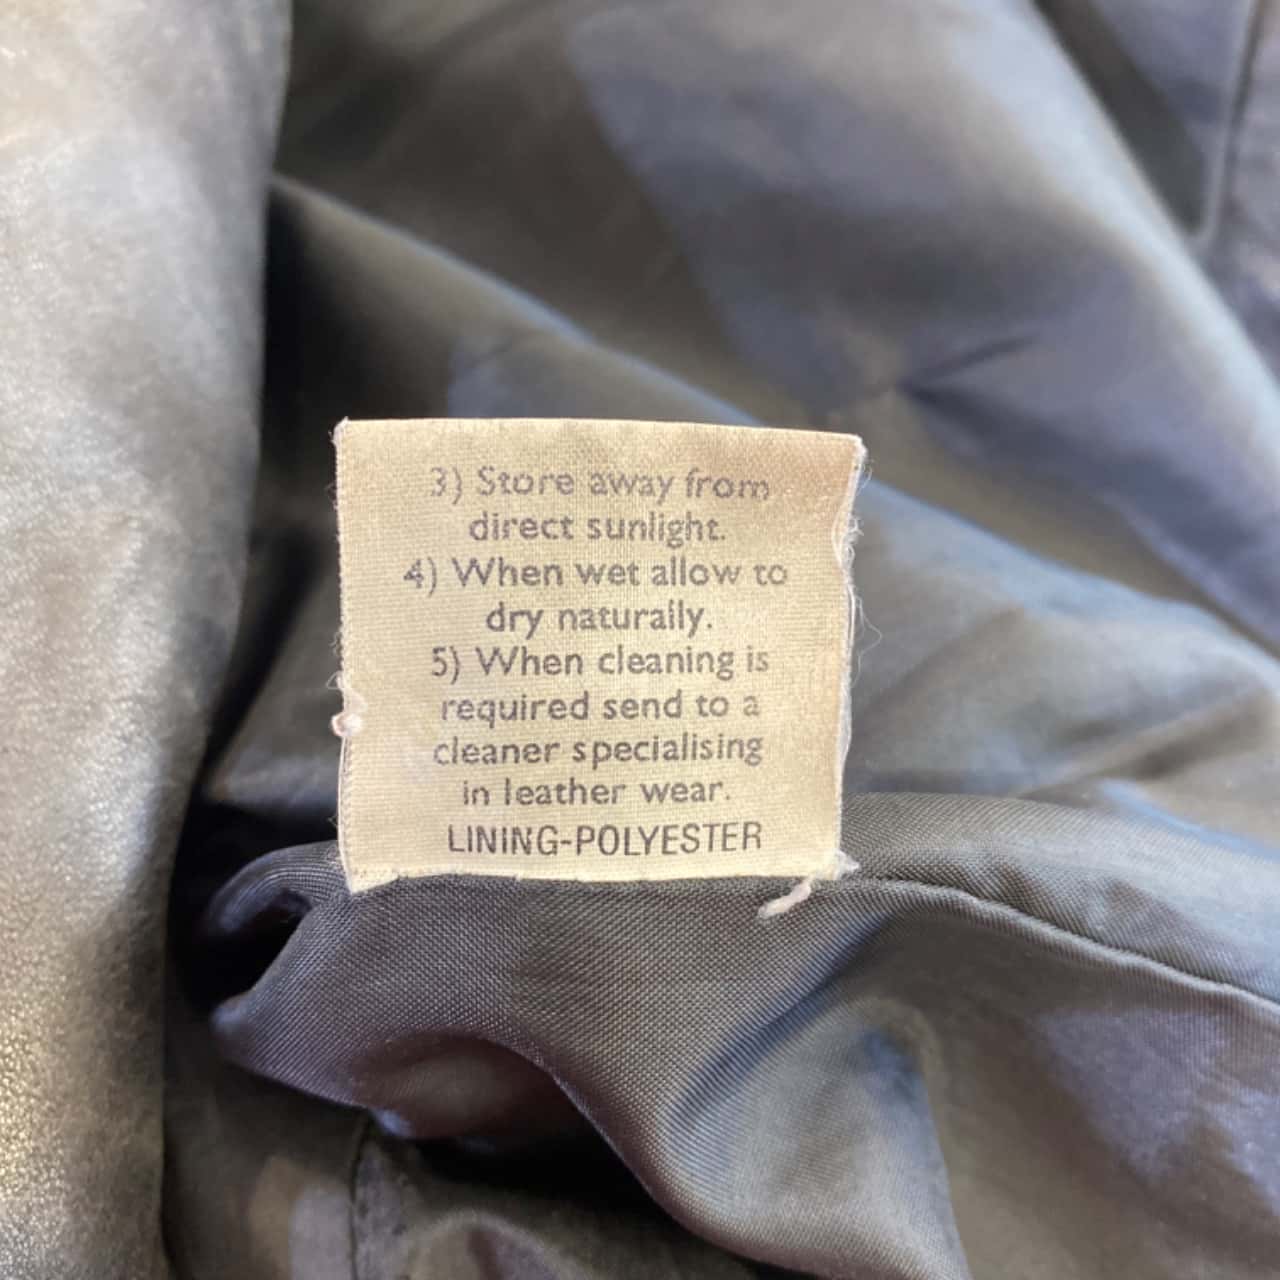 3) Store away from
direct sunlight.
4) When wet allow to
dry naturally.
5) When cleaning is
required send to a
cleaner specialising
in leather wear.
LINING-POLYESTER